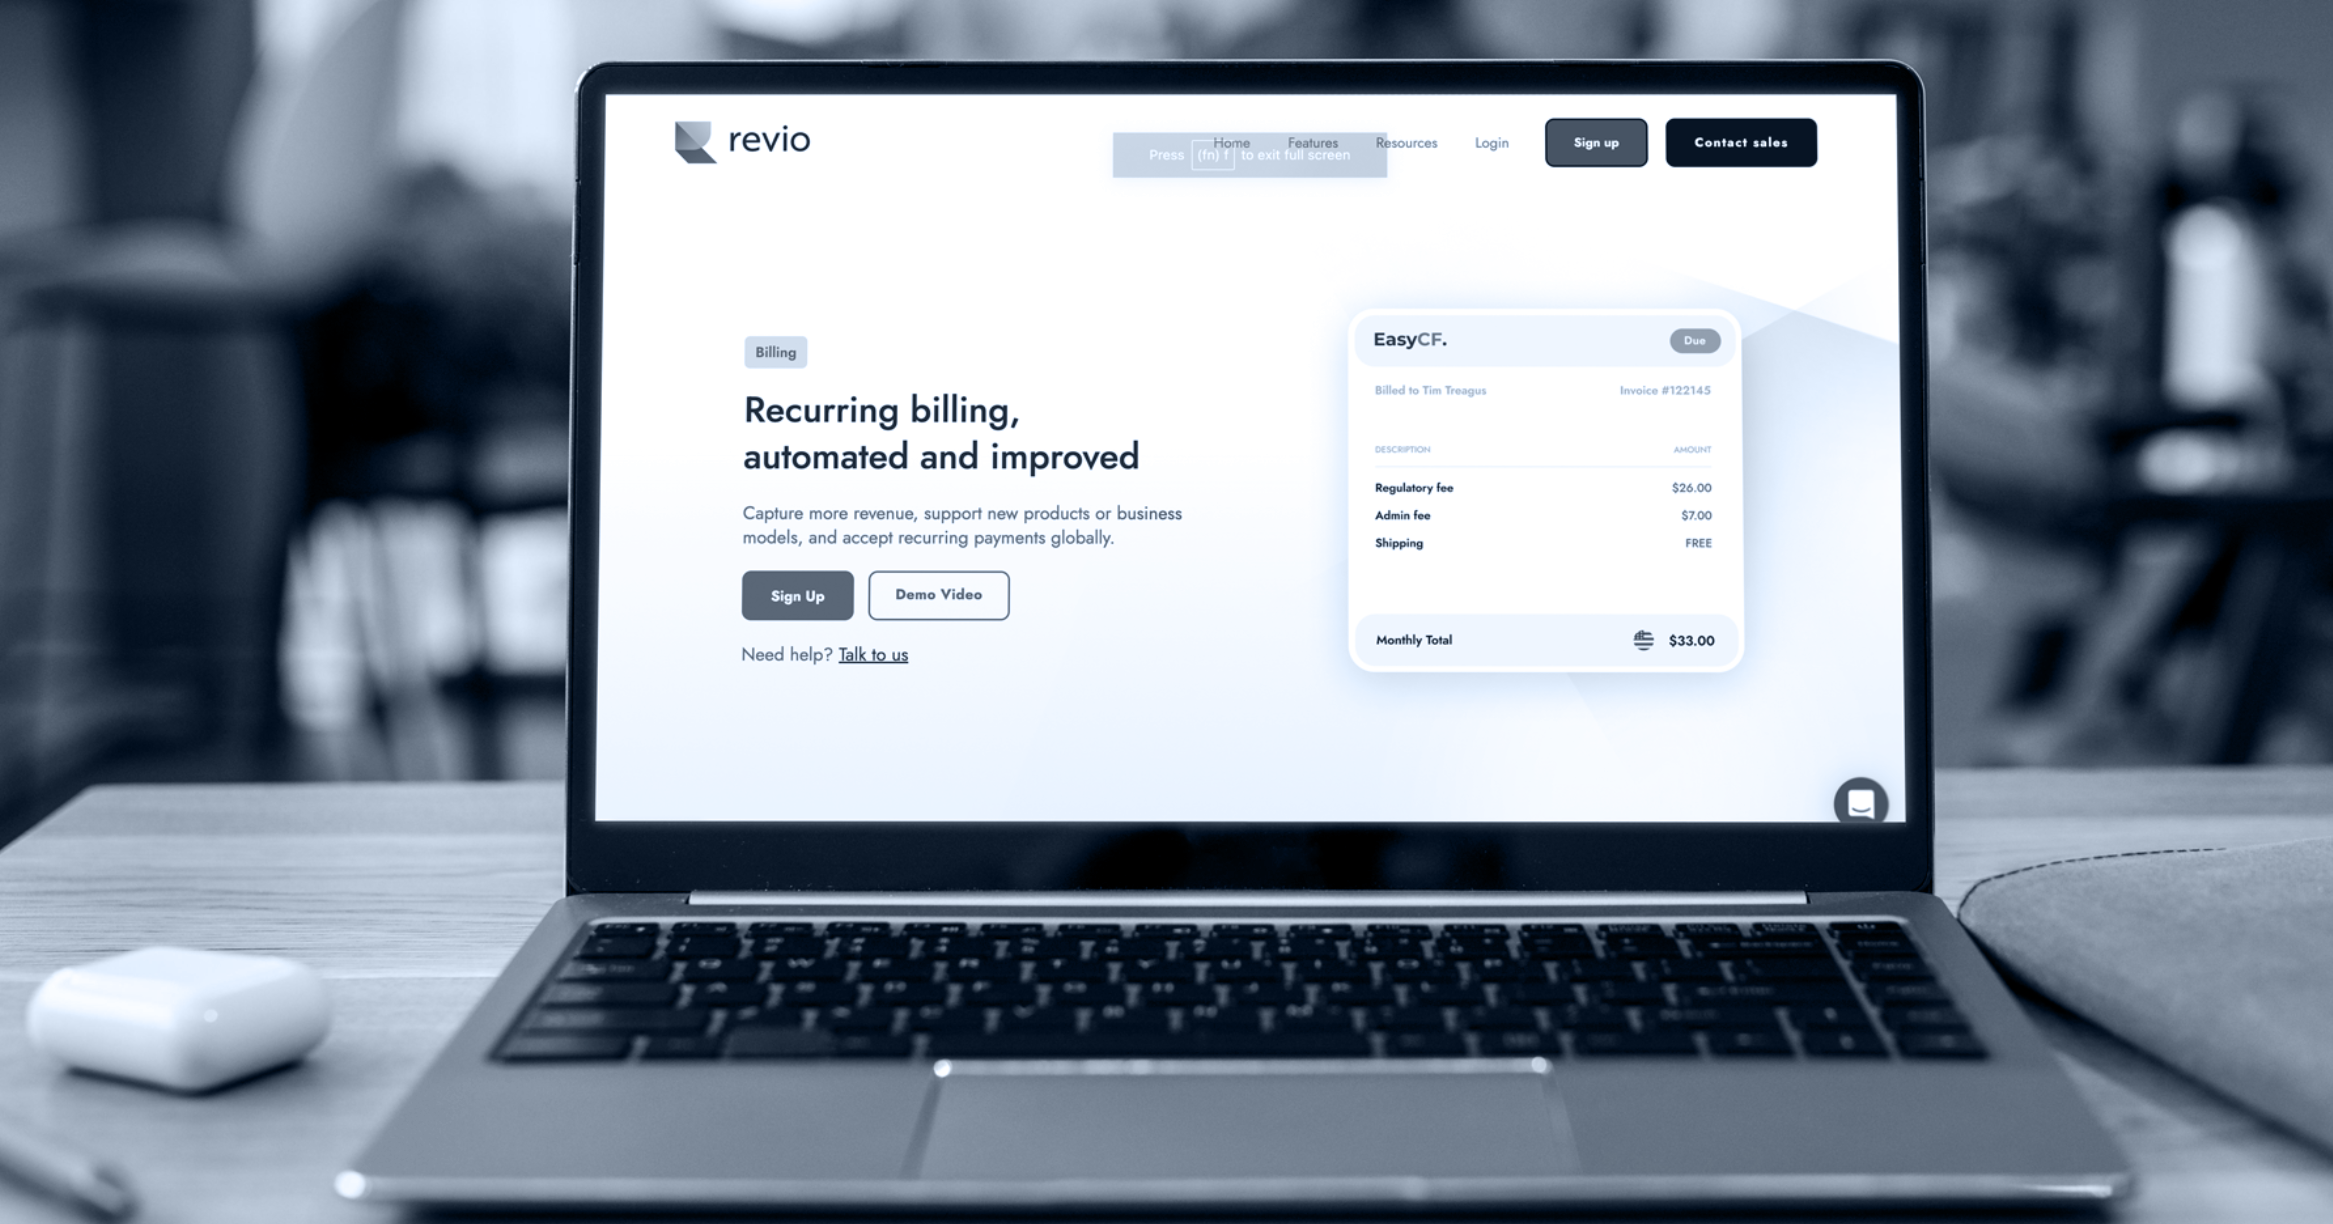 revio
Home Features Resources Login Sign up Contact sales
Press (fn) f to exit full screen
Billing
Recurring billing,
automated and improved
Capture more revenue, support new products or business
models, and accept recurring payments globally.
Sign Up Demo Video
Need help? Talk to us
EasyCF. Due
Billed to Tim Treagus Invoice #122145
DESCRIPTION AMOUNT
Regulatory fee $26.00
Admin fee $7.00
Shipping FREE
Monthly Total $33.00